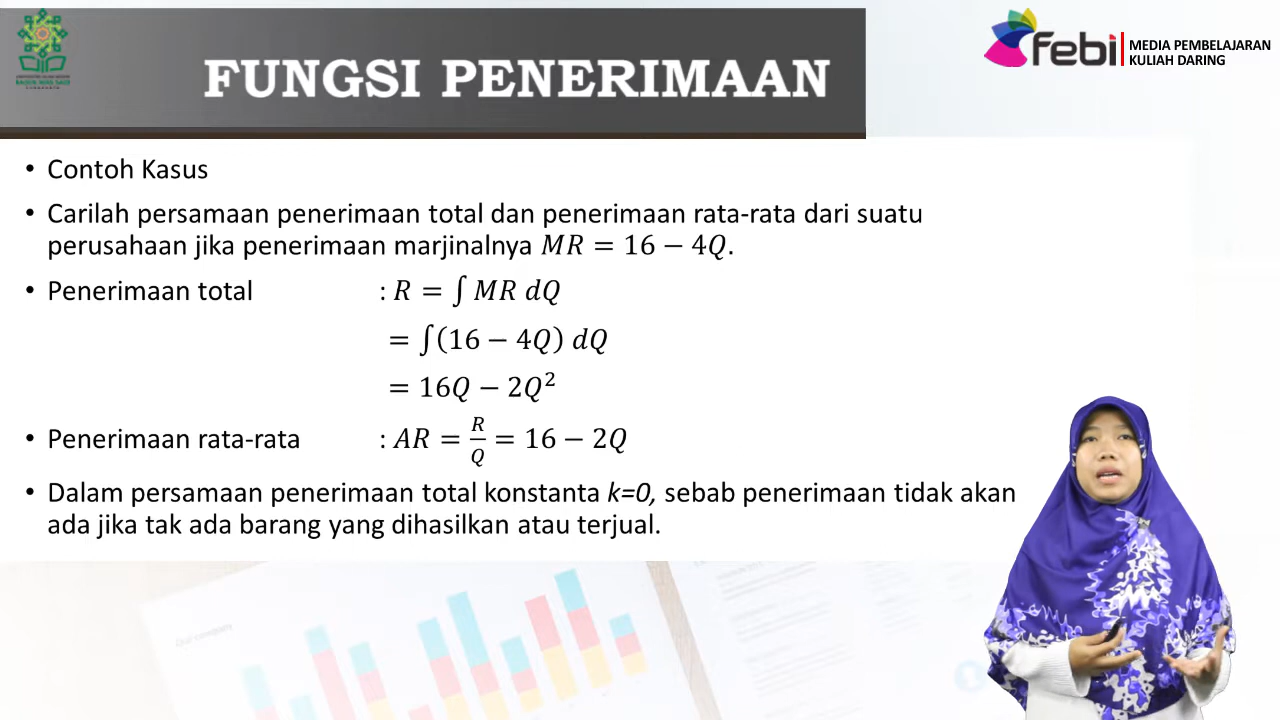 FUNGSI PENERIMAAN
febi
MEDIA PEMBELAJARAN
KULIAH DARING
• Contoh Kasus
• Carilah persamaan penerimaan total dan penerimaan rata-rata dari suatu
perusahaan jika penerimaan marjinalnya 𝑀𝑅 = 16 − 4𝑄.
• Penerimaan total : 𝑅 = ∫ 𝑀𝑅 𝑑𝑄
= ∫(16 − 4𝑄) 𝑑𝑄
= 16𝑄 − 2𝑄²
• Penerimaan rata-rata : 𝐴𝑅 = 𝑅/𝑄 = 16 − 2𝑄
• Dalam persamaan penerimaan total konstanta k=0, sebab penerimaan tidak akan
ada jika tak ada barang yang dihasilkan atau terjual.